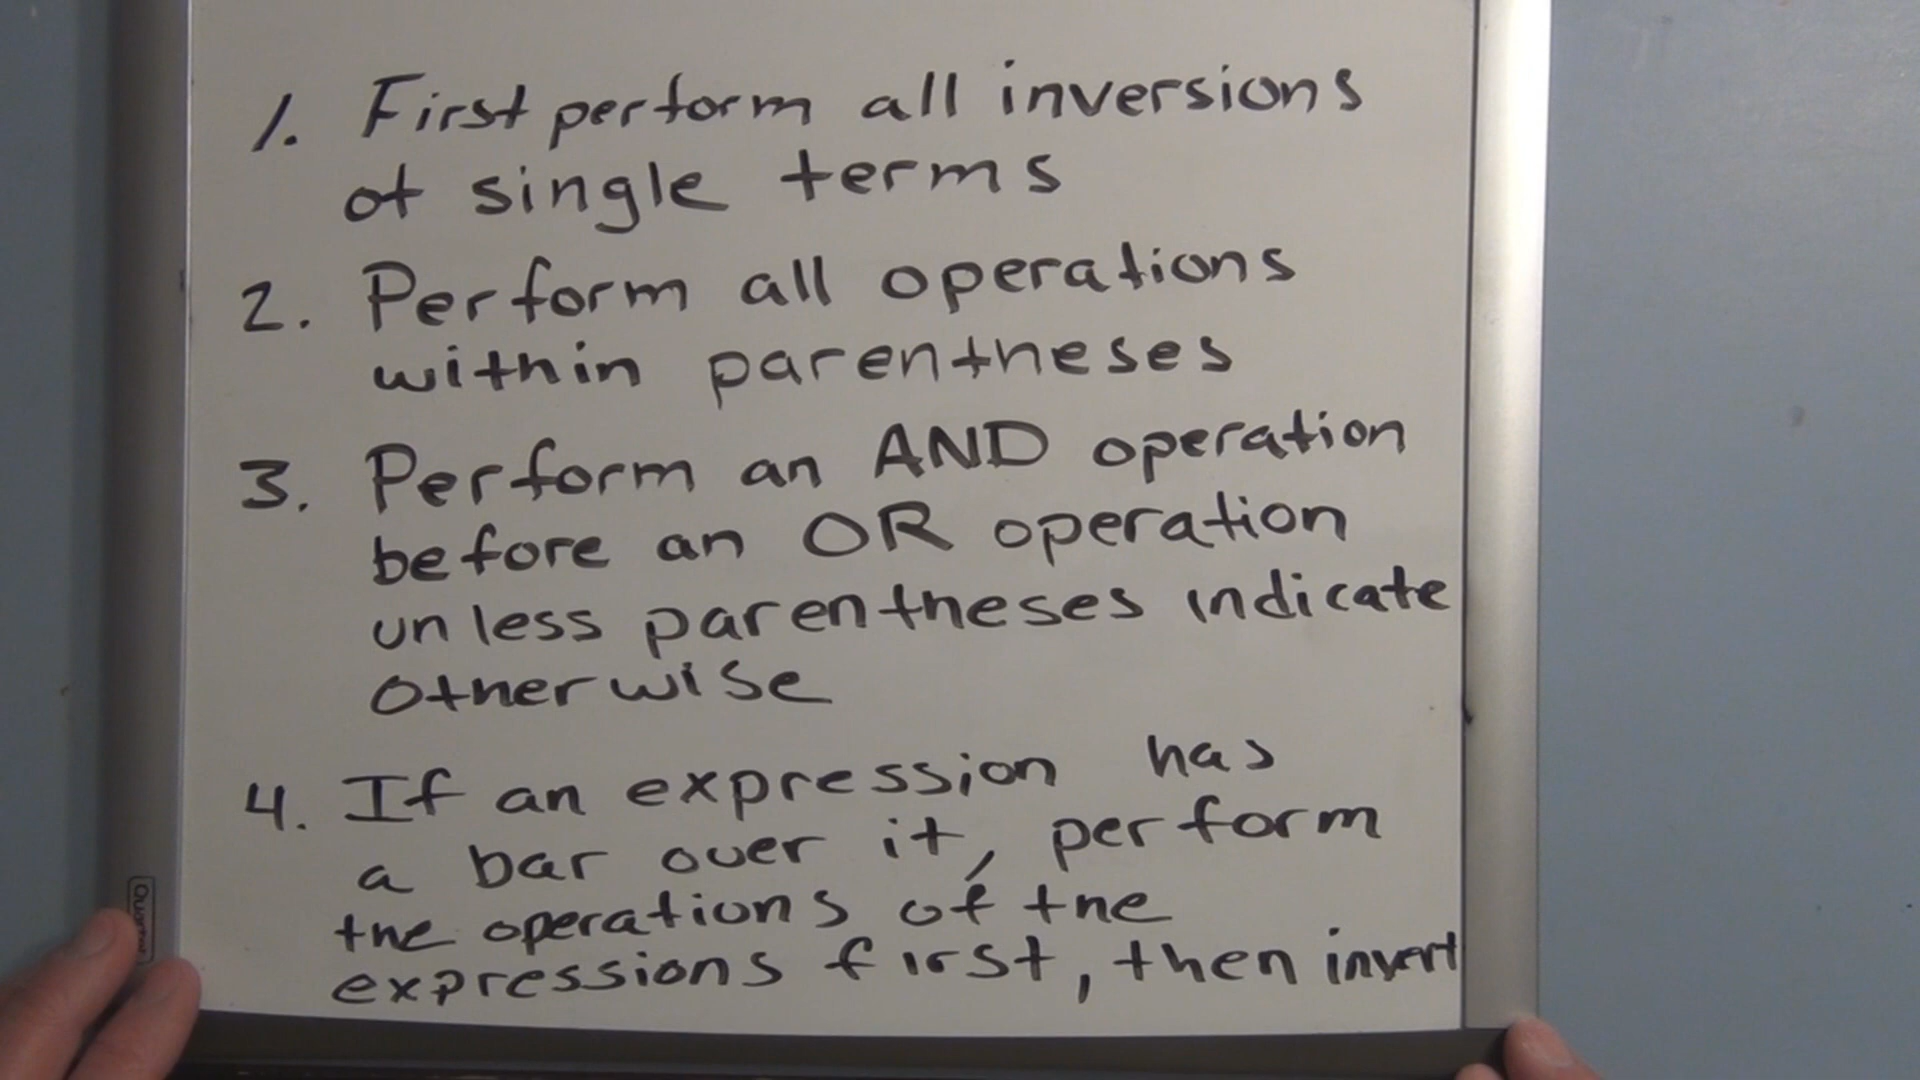 1. First perform all inversions
of single terms
2. Perform all operations
within parentheses
3. Perform an AND operation
before an OR operation
unless parentheses indicate
otherwise
4. If an expression has
a bar over it, perform
the operations of the
expressions first, then invert
Quartet